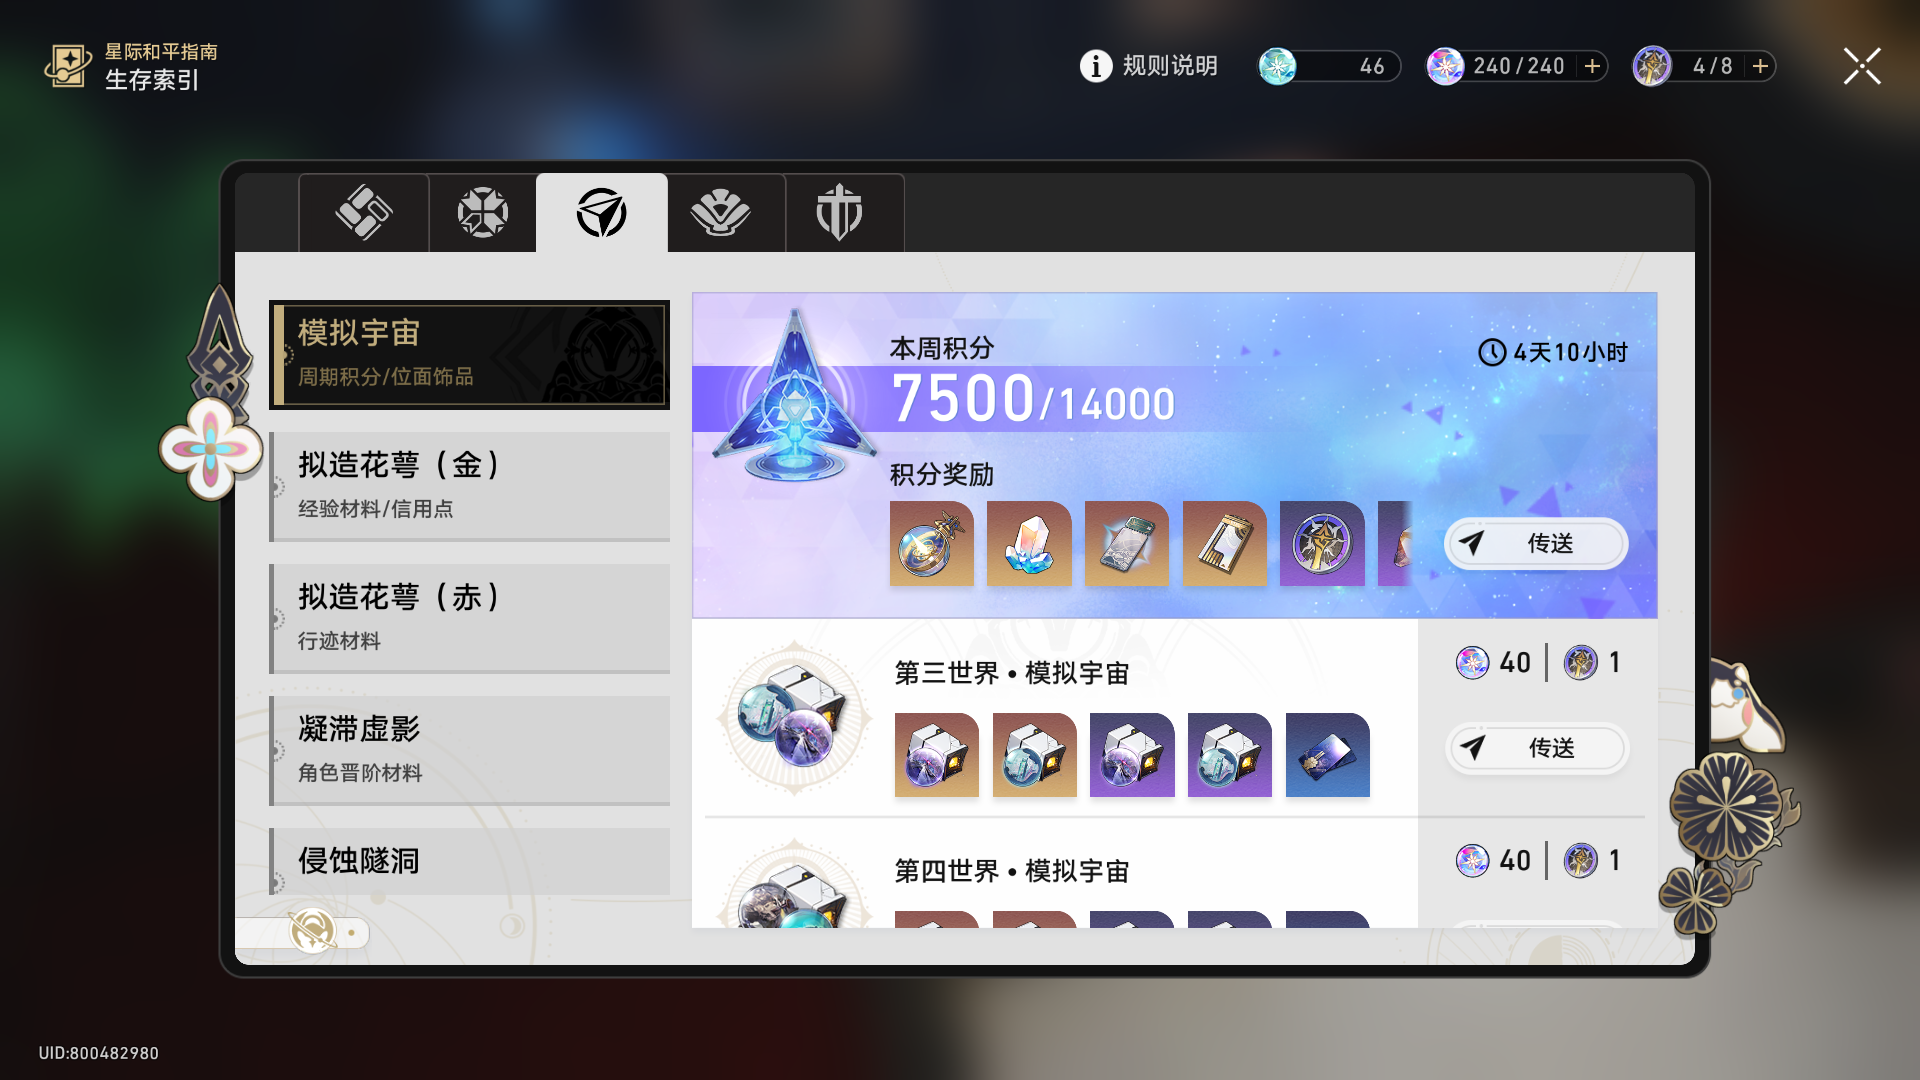 星际和平指南
生存索引
规则说明
46
240/240
4/8
模拟宇宙
周期积分/位面饰品
拟造花萼（金）
经验材料/信用点
拟造花萼（赤）
行迹材料
凝滞虚影
角色晋阶材料
侵蚀隧洞
本周积分
7500/14000
4天10小时
积分奖励
传送
第三世界•模拟宇宙
40
1
传送
第四世界•模拟宇宙
40
1
UID:800482980